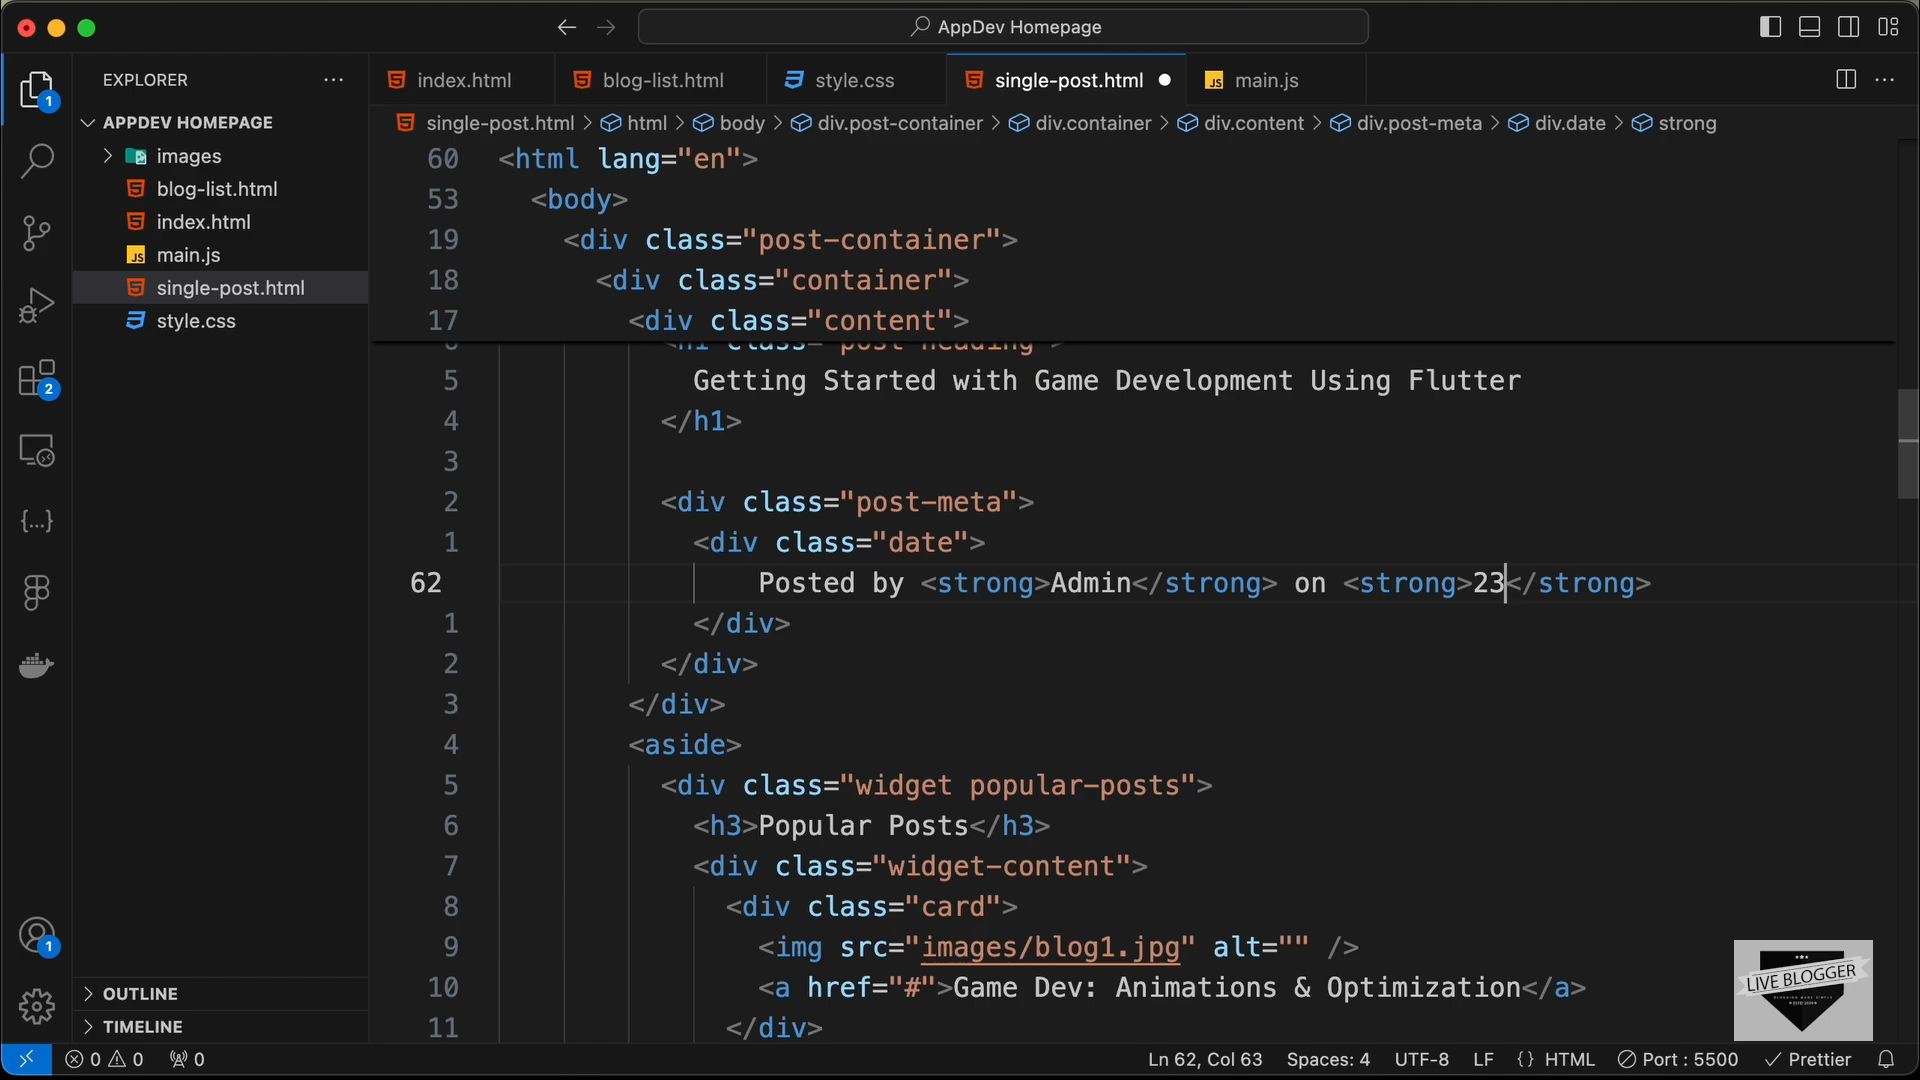 AppDev Homepage
EXPLORER
index.html
blog-list.html
style.css
single-post.html
main.js
APPDEV HOMEPAGE
single-post.html > html > body > div.post-container > div.container > div.content > div.post-meta > div.date > strong
images
blog-list.html
index.html
main.js
single-post.html
style.css
60 <html lang="en">
53 <body>
19 <div class="post-container">
18 <div class="container">
17 <div class="content">
6 <h1 class="post-heading">
5 Getting Started with Game Development Using Flutter
4 </h1>
3
2 <div class="post-meta">
1 <div class="date">
62 Posted by <strong>Admin</strong> on <strong>23</strong>
1 </div>
2 </div>
3 </div>
4 <aside>
5 <div class="widget popular-posts">
6 <h3>Popular Posts</h3>
7 <div class="widget-content">
8 <div class="card">
9 <img src="images/blog1.jpg" alt="" />
10 <a href="#">Game Dev: Animations & Optimization</a>
11 </div>
1
2
1
OUTLINE
TIMELINE
LIVE BLOGGER
0 0 0
Ln 62, Col 63 Spaces: 4 UTF-8 LF {} HTML Port : 5500 Prettier